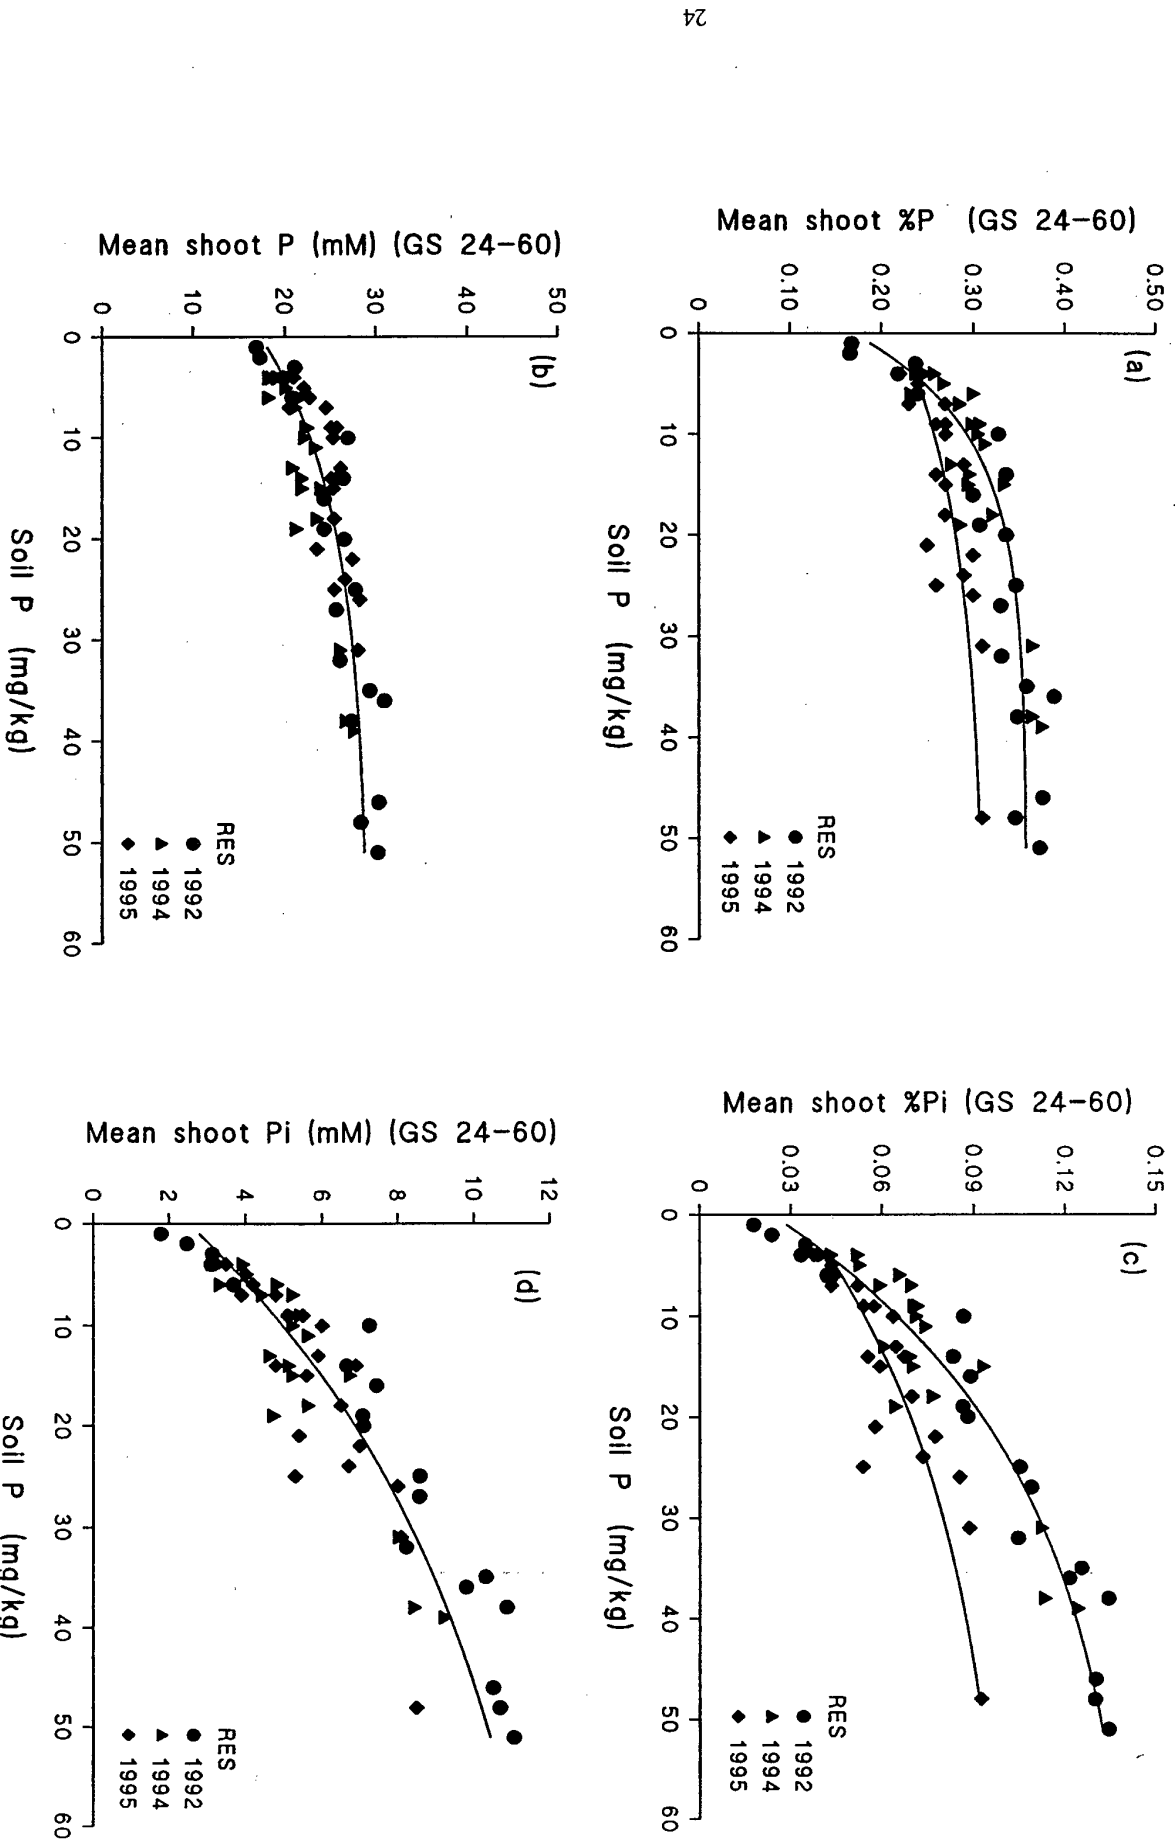 (a)
Mean shoot %P (GS 24-60)
0.50
0.40
0.30
0.20
0.10
0
0 10 20 30 40 50 60
Soil P (mg/kg)
RES
1992
1994
1995
(c)
Mean shoot %Pi (GS 24-60)
0.15
0.12
0.09
0.06
0.03
0
0 10 20 30 40 50 60
Soil P (mg/kg)
RES
1992
1994
1995
(b)
Mean shoot P (mM) (GS 24-60)
50
40
30
20
10
0
0 10 20 30 40 50 60
Soil P (mg/kg)
RES
1992
1994
1995
(d)
Mean shoot Pi (mM) (GS 24-60)
12
10
8
6
4
2
0
0 10 20 30 40 50 60
Soil P (mg/kg)
RES
1992
1994
1995
24